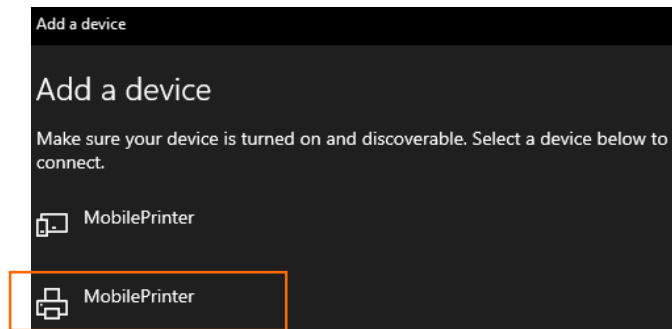 Add a device
Add a device
Make sure your device is turned on and discoverable. Select a device below to
connect.
MobilePrinter
MobilePrinter